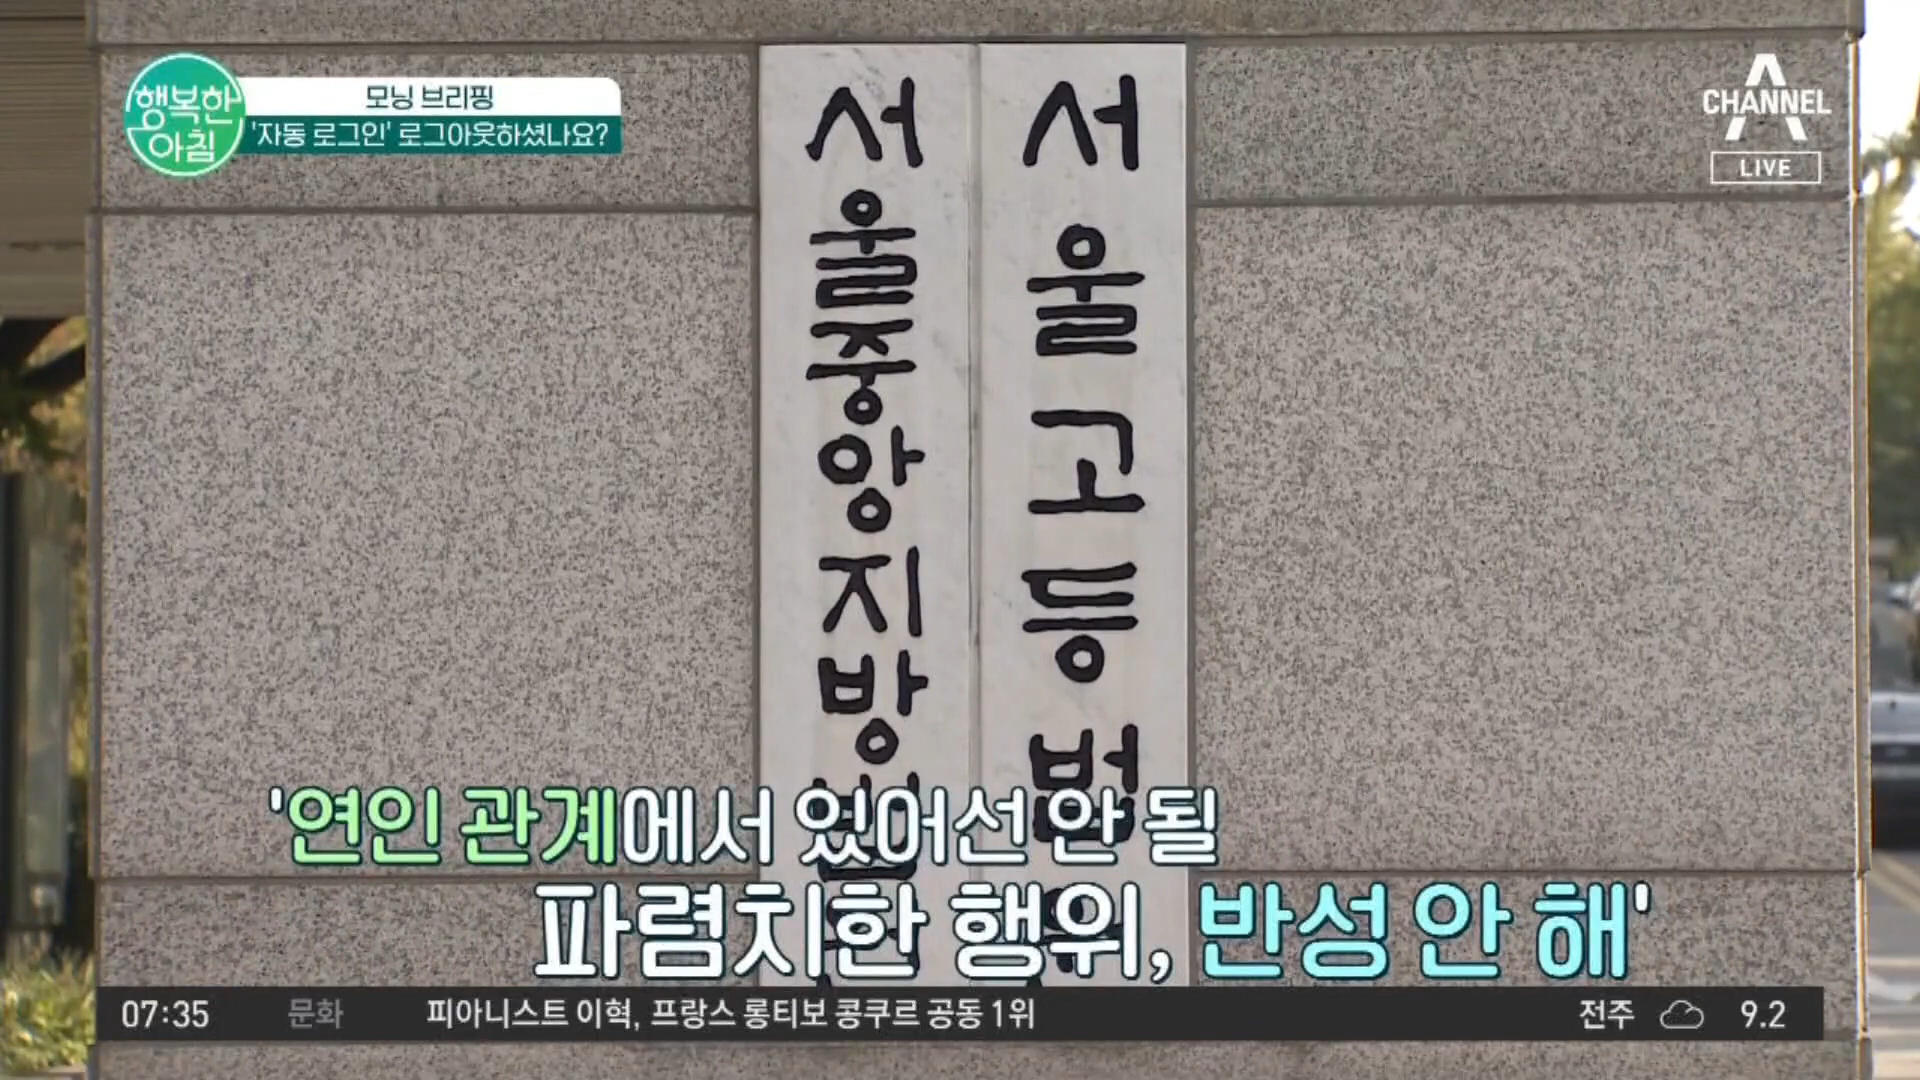 행복한
아침
모닝 브리핑
'자동 로그인' 로그아웃하셨나요?
CHANNEL A
LIVE
서울중앙지방법원
서울고등법원
'연인 관계에서 있어선 안 될
파렴치한 행위, 반성 안 해'
07:35 문화 피아니스트 이혁, 프랑스 롱티보 콩쿠르 공동 1위 전주 9.2